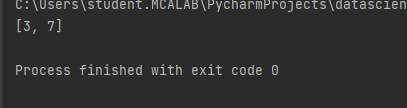 C:\Users\student.MCALAB\PycharmProjects\datascien
[3, 7]
Process finished with exit code 0